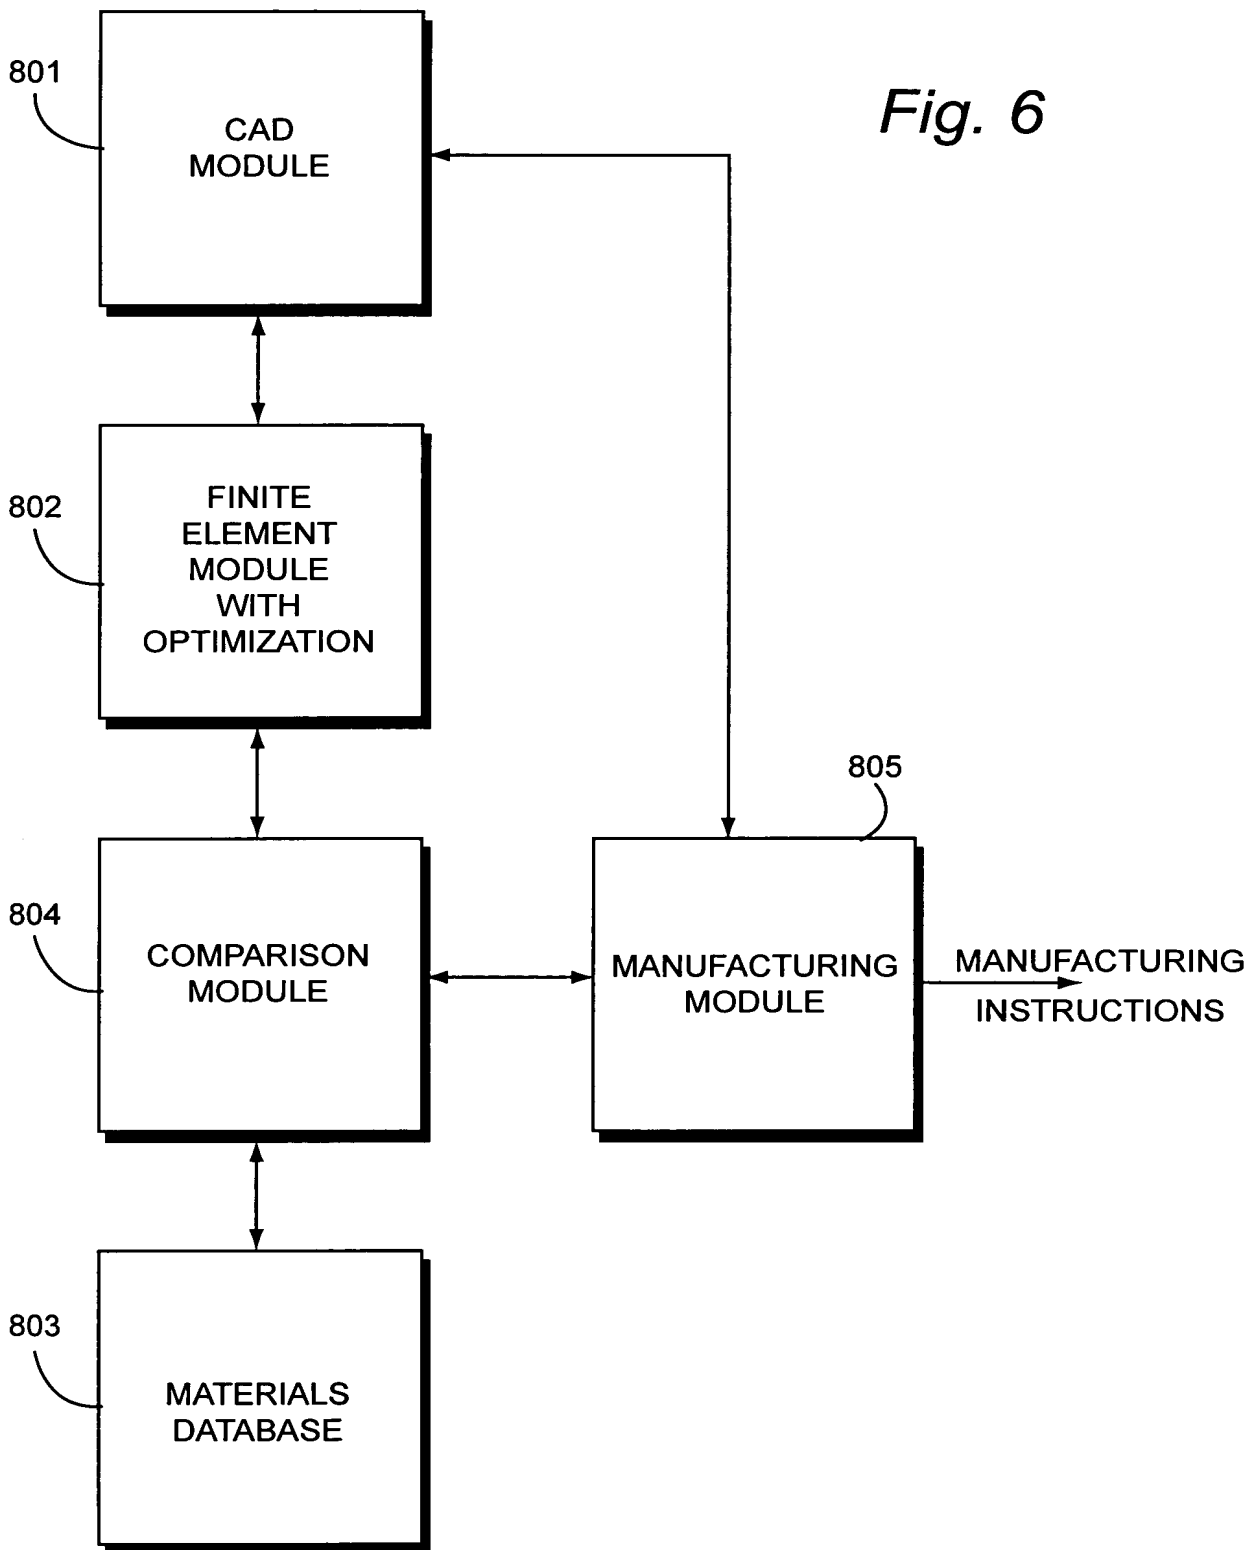 801
CAD
MODULE
Fig. 6
802
FINITE
ELEMENT
MODULE
WITH
OPTIMIZATION
804
COMPARISON
MODULE
805
MANUFACTURING
MODULE
MANUFACTURING
INSTRUCTIONS
803
MATERIALS
DATABASE